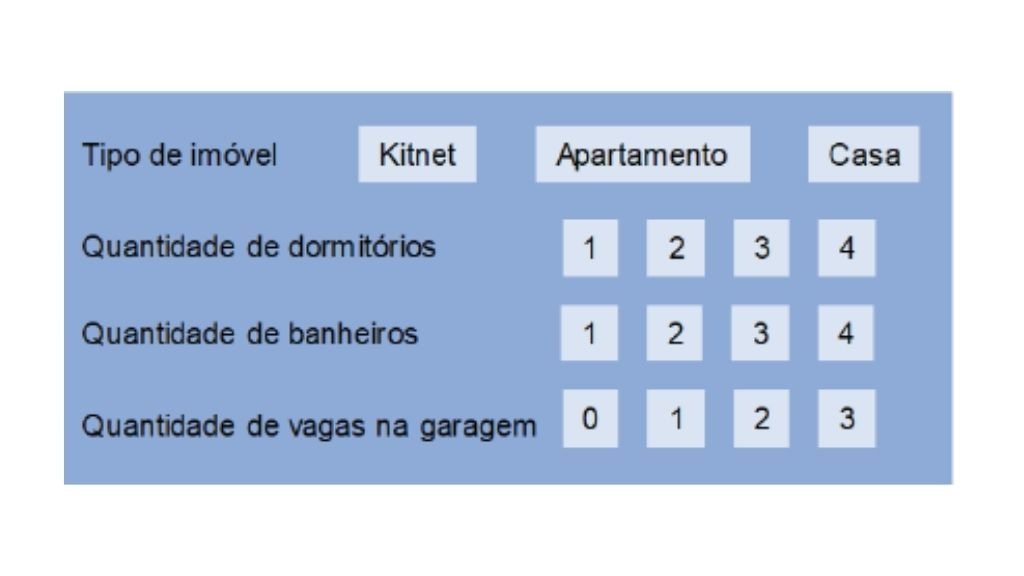 Tipo de imóvel Kitnet Apartamento Casa
Quantidade de dormitórios 1 2 3 4
Quantidade de banheiros 1 2 3 4
Quantidade de vagas na garagem 0 1 2 3